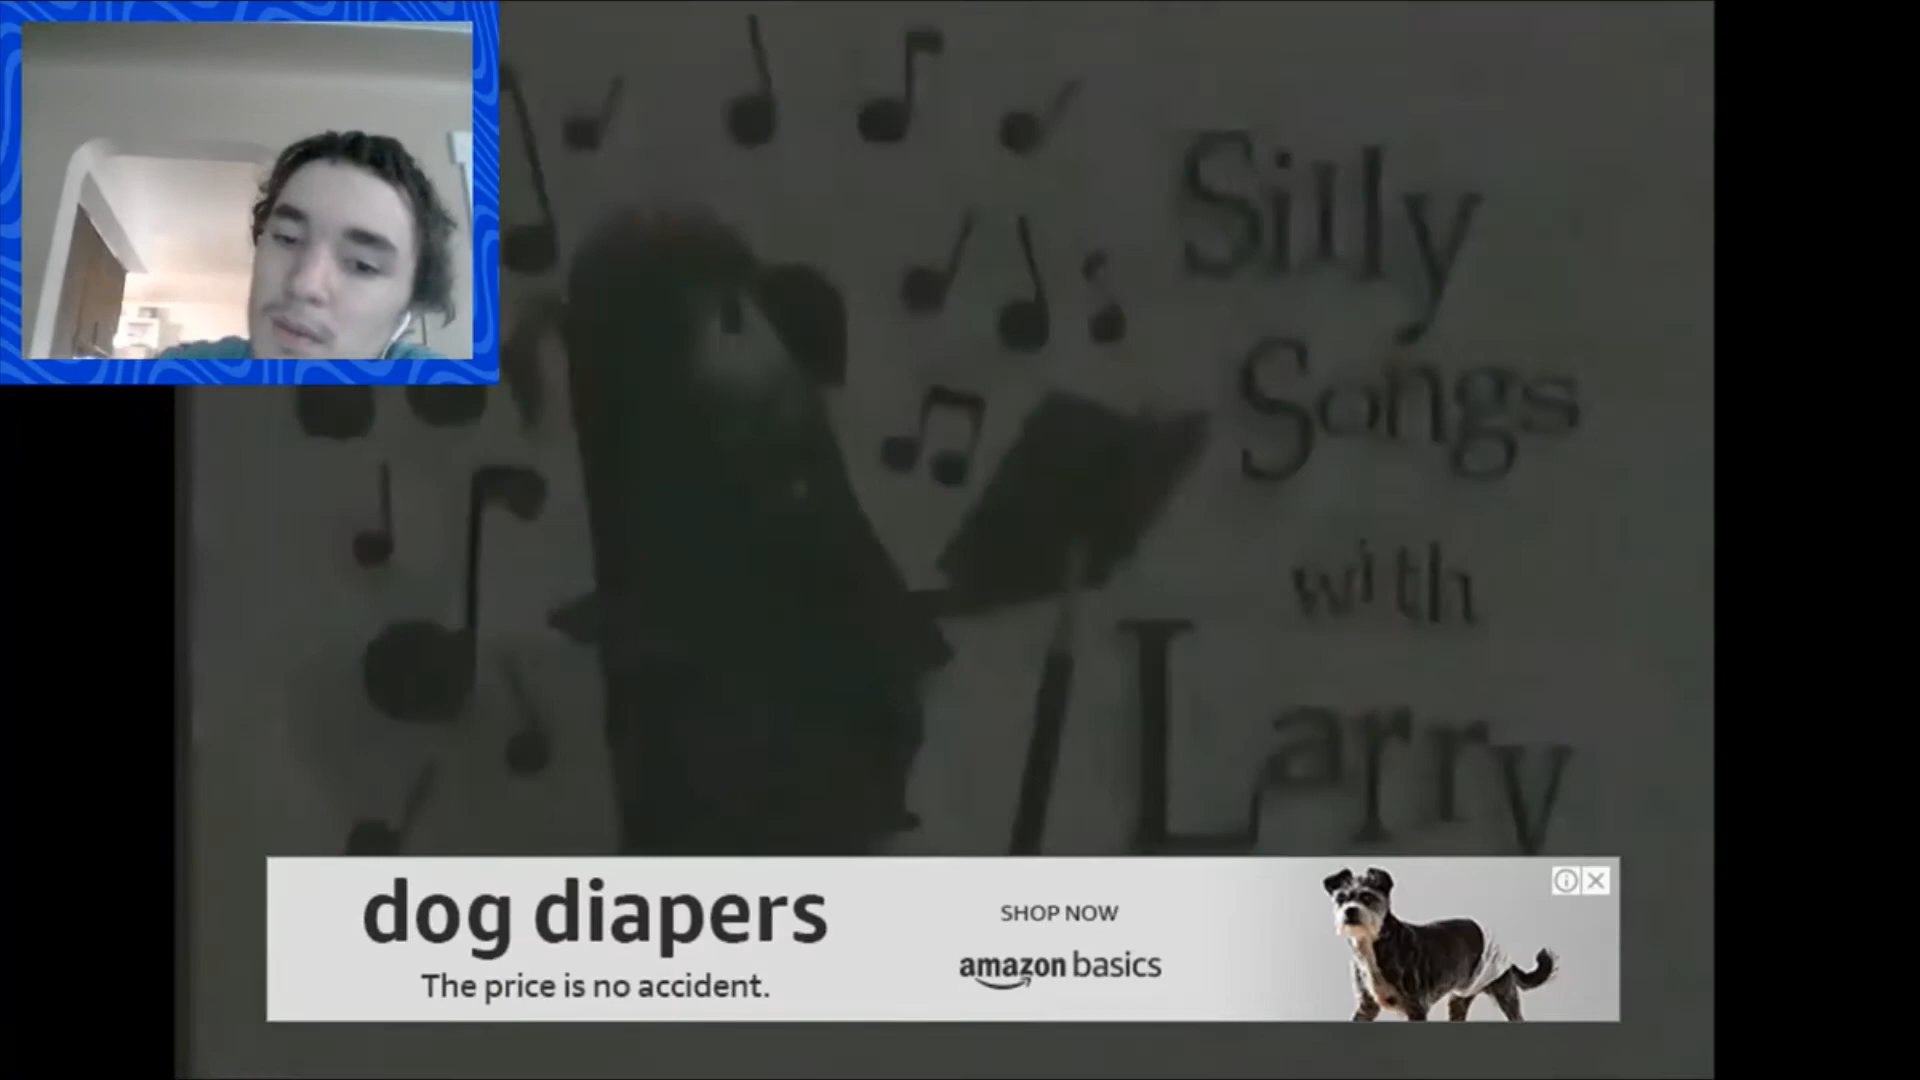 Silly
Songs
with
Larry
dog diapers
The price is no accident.
SHOP NOW
amazon basics